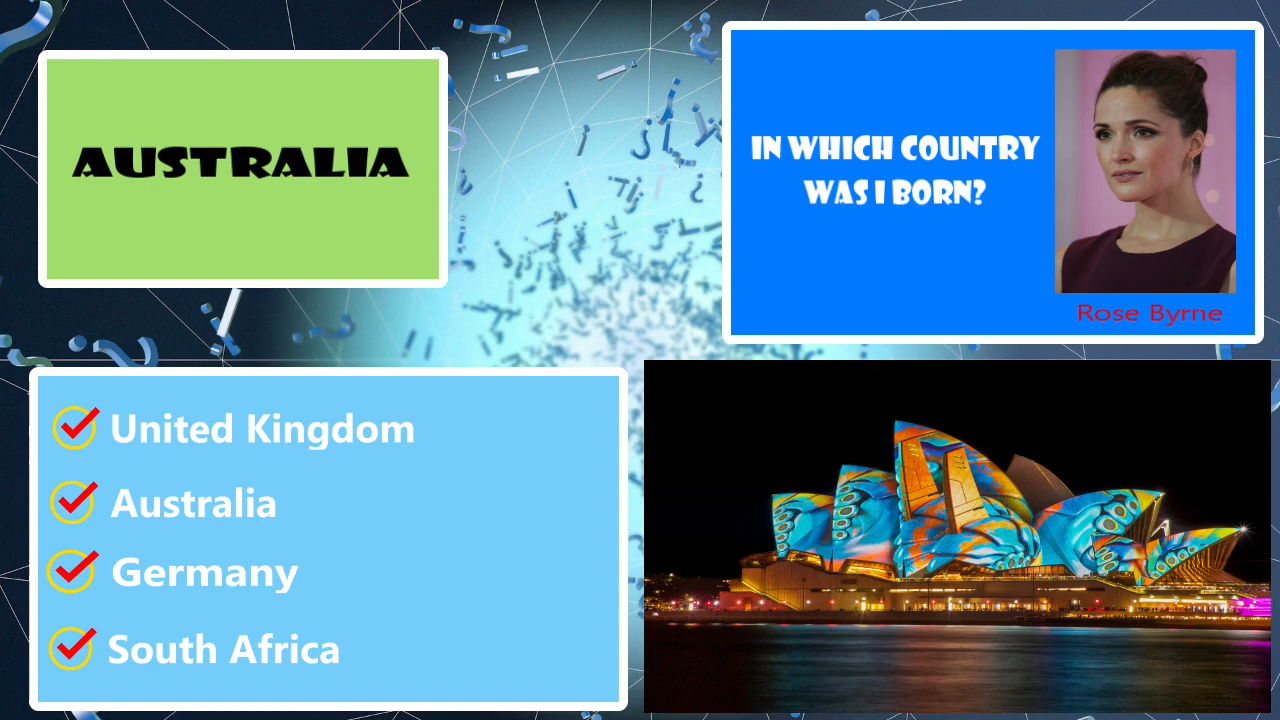 AUSTRALIA
IN WHICH COUNTRY
WAS I BORN?
Rose Byrne
United Kingdom
Australia
Germany
South Africa